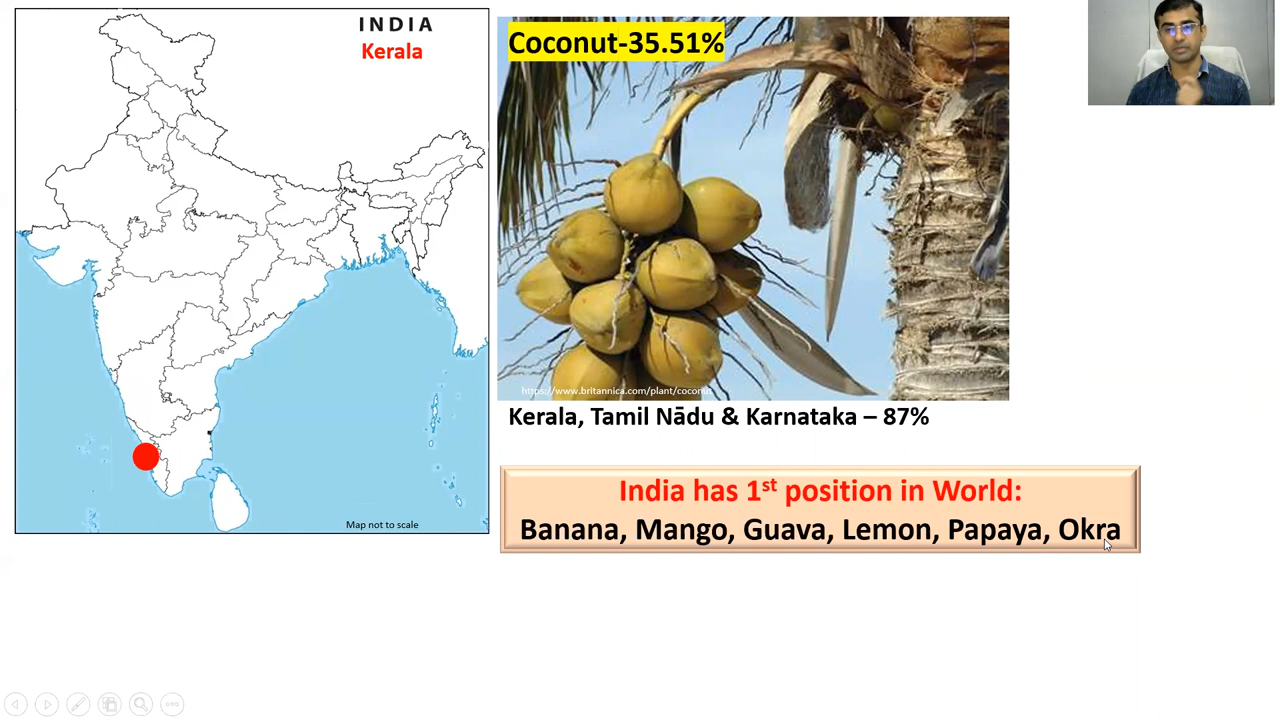 INDIA
Kerala
Map not to scale
Coconut-35.51%
https://www.britannica.com/plant/coconut
Kerala, Tamil Nādu & Karnataka – 87%
India has 1st position in World:
Banana, Mango, Guava, Lemon, Papaya, Okra